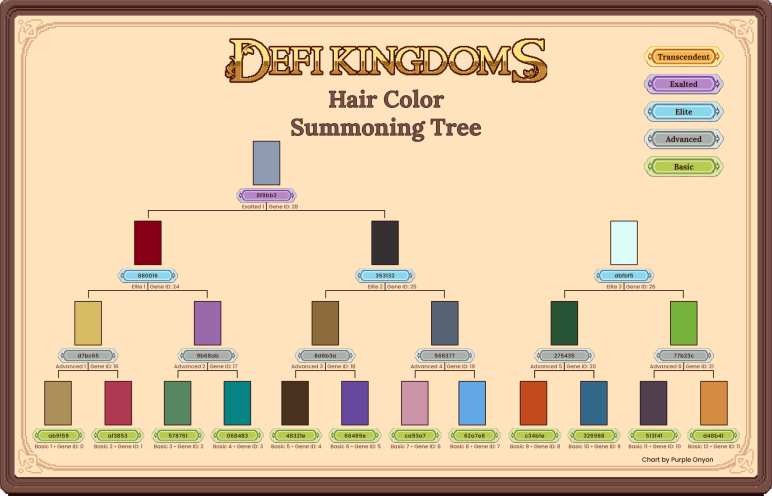 DEFI KINGDOMS
Hair Color
Summoning Tree
Transcendent
Exalted
Elite
Advanced
Basic
8f9bb3
Exalted 1 | Gene ID: 28
880016
353132
dbfbf5
Elite 1 | Gene ID: 24
Elite 2 | Gene ID: 25
Elite 3 | Gene ID: 26
d7bc65
9b68ab
8d6b3a
566377
275435
77b23c
Advanced 1 | Gene ID: 16
Advanced 2 | Gene ID: 17
Advanced 3 | Gene ID: 18
Advanced 4 | Gene ID: 19
Advanced 5 | Gene ID: 20
Advanced 6 | Gene ID: 21
ab9159
af3853
578761
068483
48321e
66489e
ca93a7
62a7e6
c34b1e
326988
513f41
d48b41
Basic 1 • Gene ID: 0
Basic 2 • Gene ID: 1
Basic 3 • Gene ID: 2
Basic 4 • Gene ID: 3
Basic 5 • Gene ID: 4
Basic 6 • Gene ID: 5
Basic 7 • Gene ID: 6
Basic 8 • Gene ID: 7
Basic 9 • Gene ID: 8
Basic 10 • Gene ID: 9
Basic 11 • Gene ID: 10
Basic 12 • Gene ID: 11
Chart by Purple Onyon